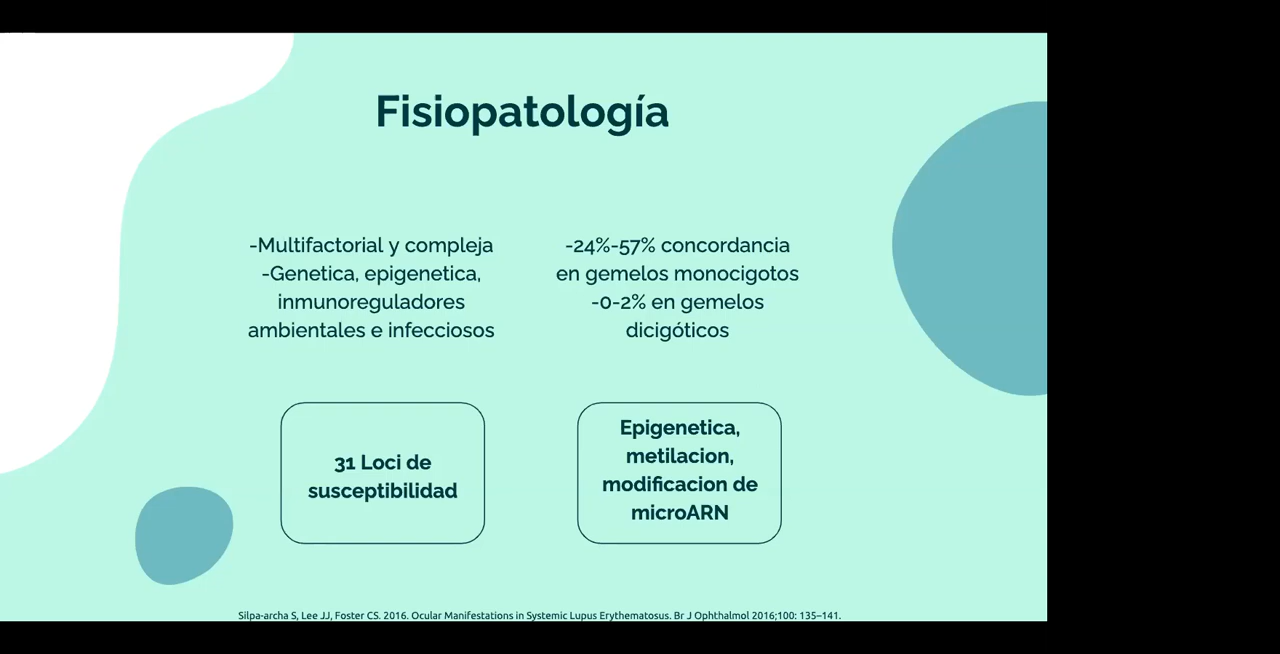 Fisiopatología
-Multifactorial y compleja
-Genetica, epigenetica,
inmunoreguladores
ambientales e infecciosos
-24%-57% concordancia
en gemelos monocigotos
-0-2% en gemelos
dicigóticos
31 Loci de
susceptibilidad
Epigenetica,
metilacion,
modificacion de
microARN
Silpa-archa S, Lee JJ, Foster CS. 2016. Ocular Manifestations in Systemic Lupus Erythematosus. Br J Ophthalmol 2016;100: 135–141.